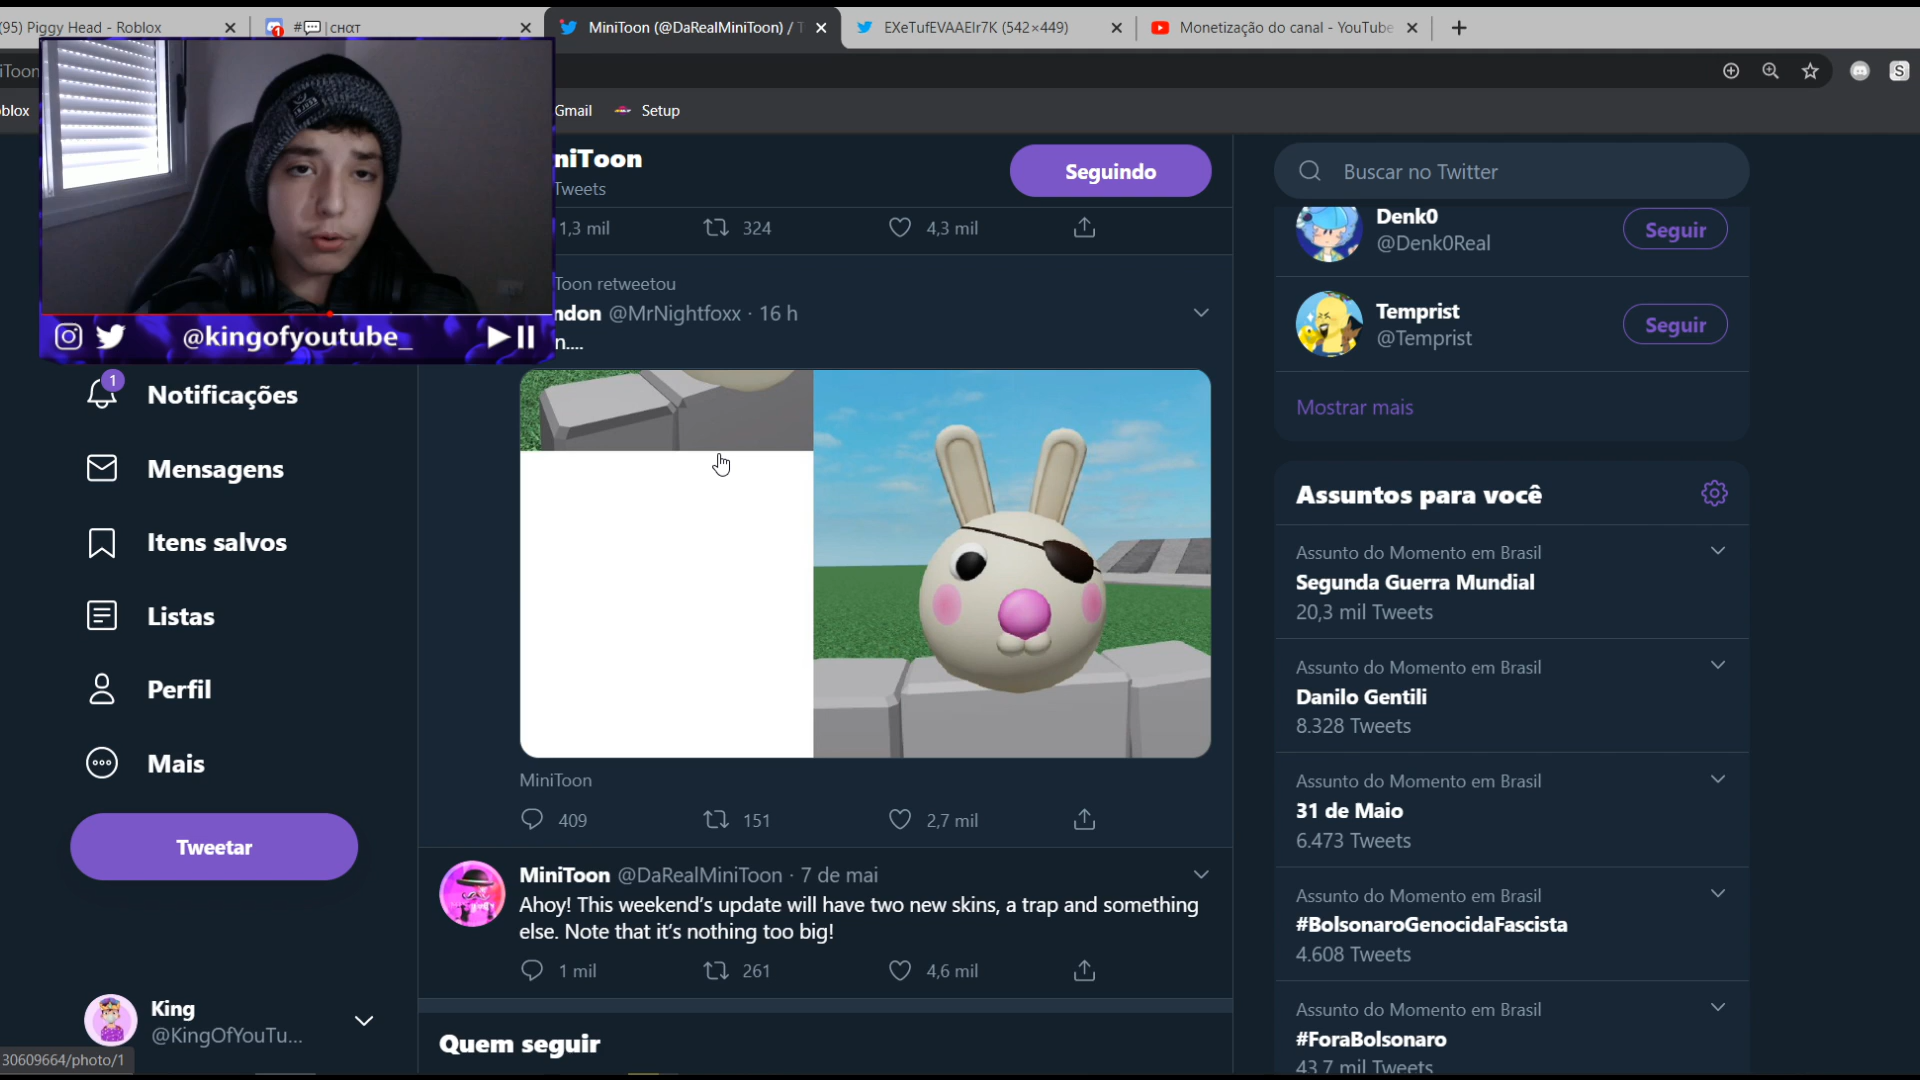 (95) Piggy Head - Roblox
#💬|снαт
MiniToon (@DaRealMiniToon) / T
EXeTufEVAAEIr7K (542×449)
Monetização do canal - YouTube
iToon
blox
Gmail
Setup
@kingofyoutube_
niToon
Tweets
Seguindo
1,3 mil
324
4,3 mil
Toon retweetou
ndon @MrNightfoxx · 16 h
n....
MiniToon
409
151
2,7 mil
MiniToon @DaRealMiniToon · 7 de mai
Ahoy! This weekend's update will have two new skins, a trap and something
else. Note that it's nothing too big!
1 mil
261
4,6 mil
Quem seguir
1
Notificações
Mensagens
Itens salvos
Listas
Perfil
Mais
Tweetar
King
@KingOfYouTu...
30609664/photo/1
Buscar no Twitter
Denk0
@Denk0Real
Seguir
Temprist
@Temprist
Seguir
Mostrar mais
Assuntos para você
Assunto do Momento em Brasil
Segunda Guerra Mundial
20,3 mil Tweets
Assunto do Momento em Brasil
Danilo Gentili
8.328 Tweets
Assunto do Momento em Brasil
31 de Maio
6.473 Tweets
Assunto do Momento em Brasil
#BolsonaroGenocidaFascista
4.608 Tweets
Assunto do Momento em Brasil
#ForaBolsonaro
43,7 mil Tweets